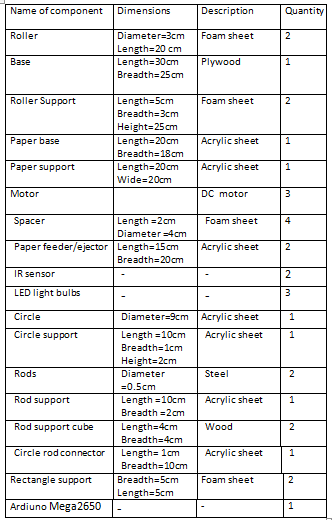 Name of component Dimensions Description Quantity
Roller Diameter=3cm Foam sheet 2
Length=20 cm
Base Length=30cm Plywood 1
Breadth=25cm
Roller Support Length=5cm Foam sheet 2
Breadth=3cm
Height=25cm
Paper base Length=20cm Acrylic sheet 1
Breadth=18cm
Paper support Length=20cm Acrylic sheet 1
Wide=20cm
Motor DC motor 3
Spacer Length =2cm Foam sheet 4
Diameter =4cm
Paper feeder/ejector Length=15cm Acrylic sheet 2
Breadth=20cm
IR sensor - - 2
LED light bulbs - - 3
Circle Diameter=9cm Acrylic sheet 1
Circle support Length =10cm Acrylic sheet 1
Breadth=1cm
Height=2cm
Rods Diameter Steel 2
=0.5cm
Rod support Length =10cm Acrylic sheet 1
Breadth =2cm
Rod support cube Length=4cm Wood 2
Breadth=4cm
Circle rod connector Length= 1cm Acrylic sheet 1
Breadth=10cm
Rectangle support Breadth=5cm Foam sheet 2
Length=5cm
Ardiuno Mega2650 - - 1